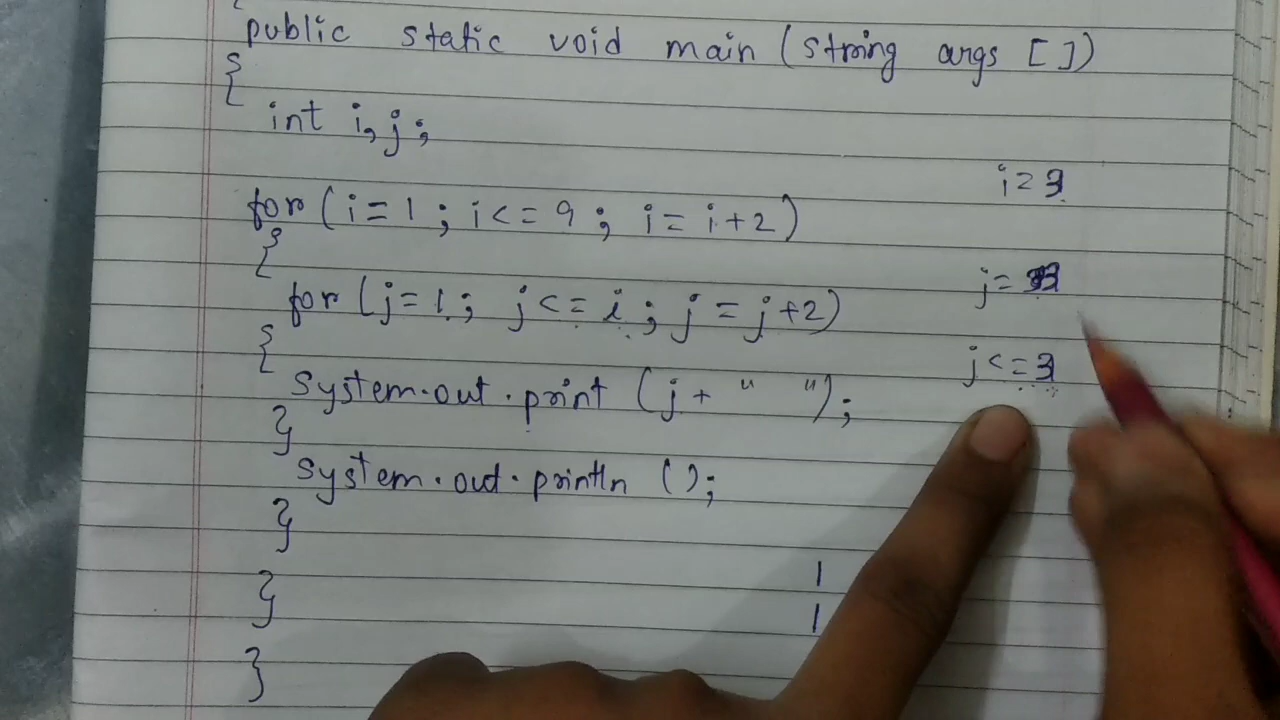 public static void main (string args [ ])
{
int i, j ;
for ( i = 1 ; i <= 9 ; i = i + 2 )
i = 3
{
for ( j = 1 ; j <= i ; j = j + 2 )
j =
{
j <= 3
system.out.print ( j + " " ) ;
}
system.out.println ( ) ;
}
1
}
1
}